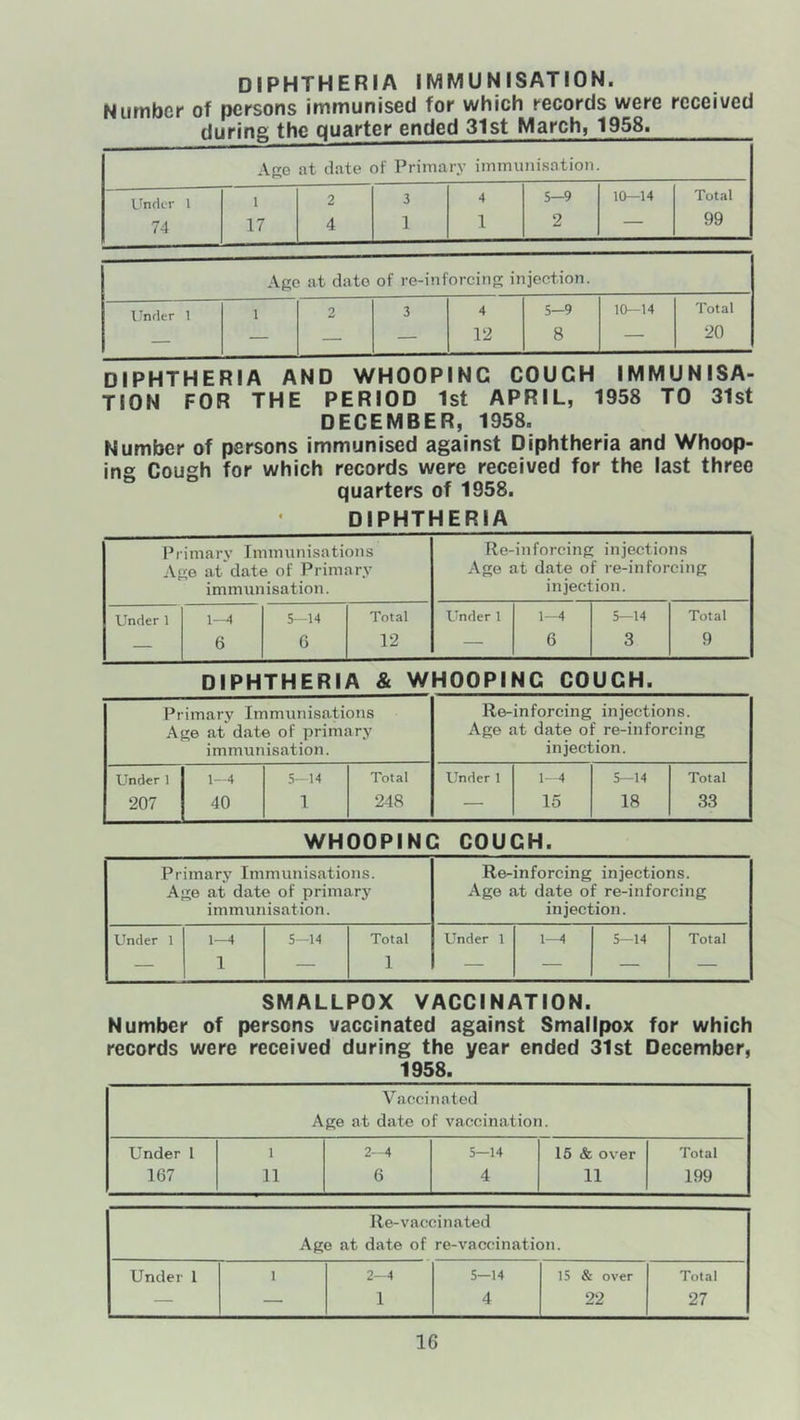 DIPHTHERIA IMMUNISATION.
Number of persons immunised for which records were received
during the quarter ended 31st March, 1958.
Age at date of Primary immunisation.
Under 1 1 2 3 4 5—9 10—14 Total
74 17 4 1 1 2 — 99
Age at date of re-inforcing injection.
Under 1 1 2 3 4 5—9 10—14 Total
— — — — 12 8 — 20
DIPHTHERIA AND WHOOPING COUGH IMMUNISA-
TION FOR THE PERIOD 1st APRIL, 1958 TO 31st
DECEMBER, 1958.
Number of persons immunised against Diphtheria and Whoop-
ing Cough for which records were received for the last three
quarters of 1958.
DIPHTHERIA
Primary Immunisations Re-inforcing injections
Age at date of Primary Age at date of re-inforcing
immunisation. injection.
Under 1 1—4 5—14 Total Under 1 1—4 5—14 Total
— 6 6 12 — 6 3 9
DIPHTHERIA & WHOOPING COUGH.
Primary Immunisations Re-inforcing injections.
Age at date of primary Age at date of re-inforcing
immunisation. injection.
Under 1 1—4 5—14 Total Under 1 1—4 5—14 Total
207 40 1 248 — 15 18 33
WHOOPING COUGH.
Primary Immunisations. Re-inforcing injections.
Age at date of primary Age at date of re-inforcing
immunisation. injection.
Under 1 1—4 5—14 Total Under 1 1—4 5—14 Total
— 1 — 1 — — — —
SMALLPOX VACCINATION.
Number of persons vaccinated against Smallpox for which
records were received during the year ended 31st December,
1958.
Vaccinated
Age at date of vaccination.
Under 1 1 2—4 5—14 15 & over Total
167 11 6 4 11 199
Re-vaccinated
Age at date of re-vaccination.
Under 1 1 2—4 5—14 15 & over Total
— — 1 4 22 27
16